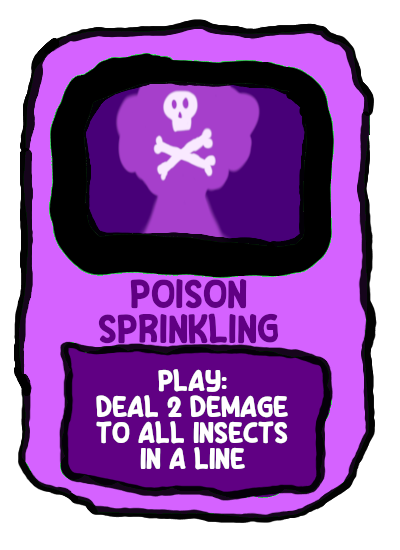 POISON
SPRINKLING
PLAY:
DEAL 2 DEMAGE
TO ALL INSECTS
IN A LINE